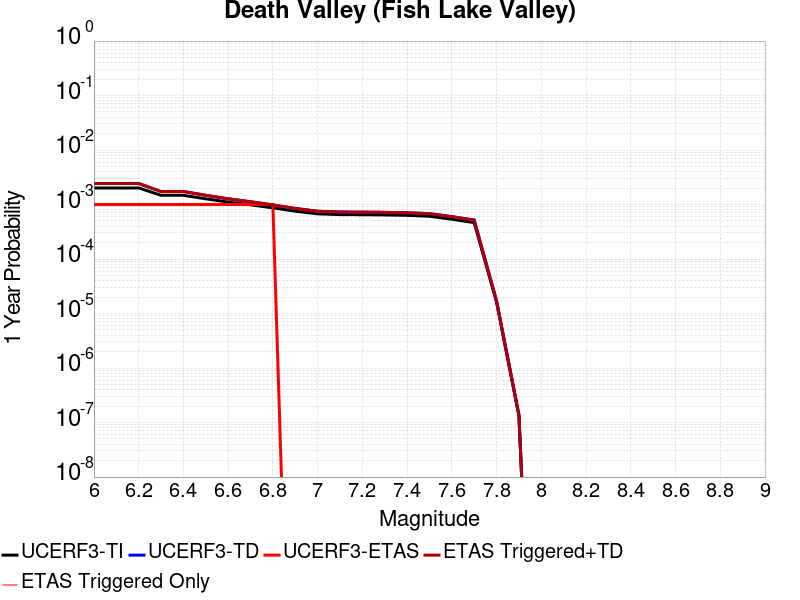 Death Valley (Fish Lake Valley)
10^0
10^-1
10^-2
10^-3
10^-4
10^-5
10^-6
10^-7
10^-8
1 Year Probability
6 6.2 6.4 6.6 6.8 7 7.2 7.4 7.6 7.8 8 8.2 8.4 8.6 8.8 9
Magnitude
UCERF3-TI UCERF3-TD UCERF3-ETAS ETAS Triggered+TD
ETAS Triggered Only